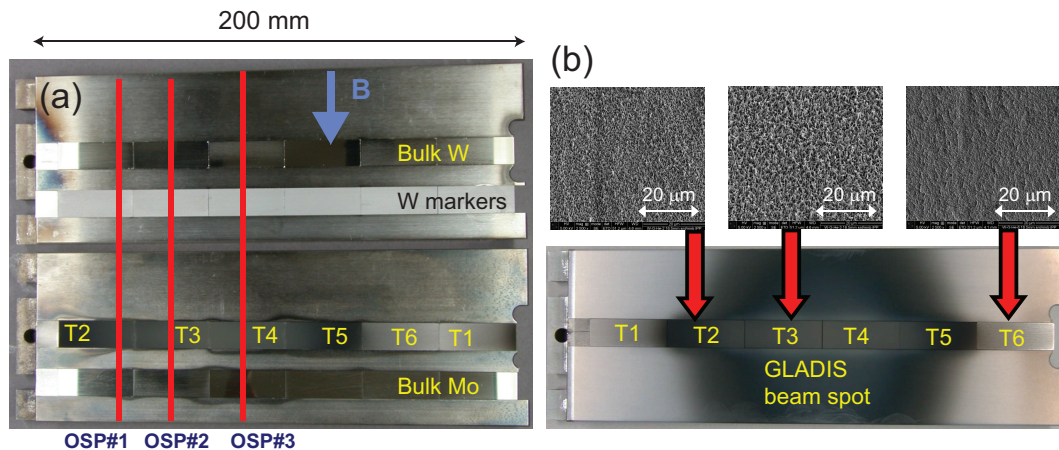 200 mm
(a)
B
Bulk W
W markers
T2 T3 T4 T5 T6 T1
Bulk Mo
OSP#1 OSP#2 OSP#3
(b)
20 μm 20 μm 20 μm
T1 T2 T3 T4 T5 T6
GLADIS
beam spot